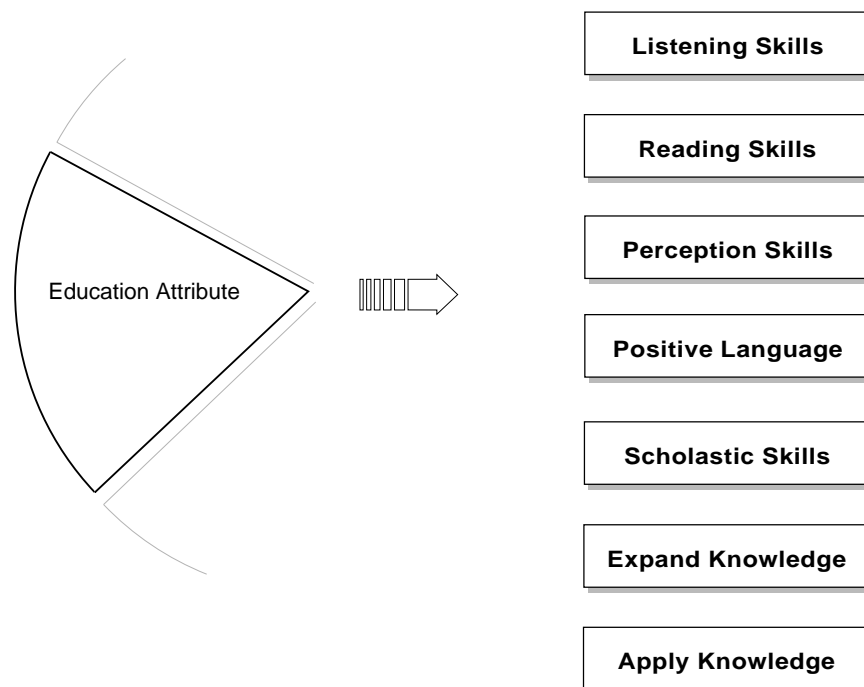 Education Attribute
Listening Skills
Reading Skills
Perception Skills
Positive Language
Scholastic Skills
Expand Knowledge
Apply Knowledge